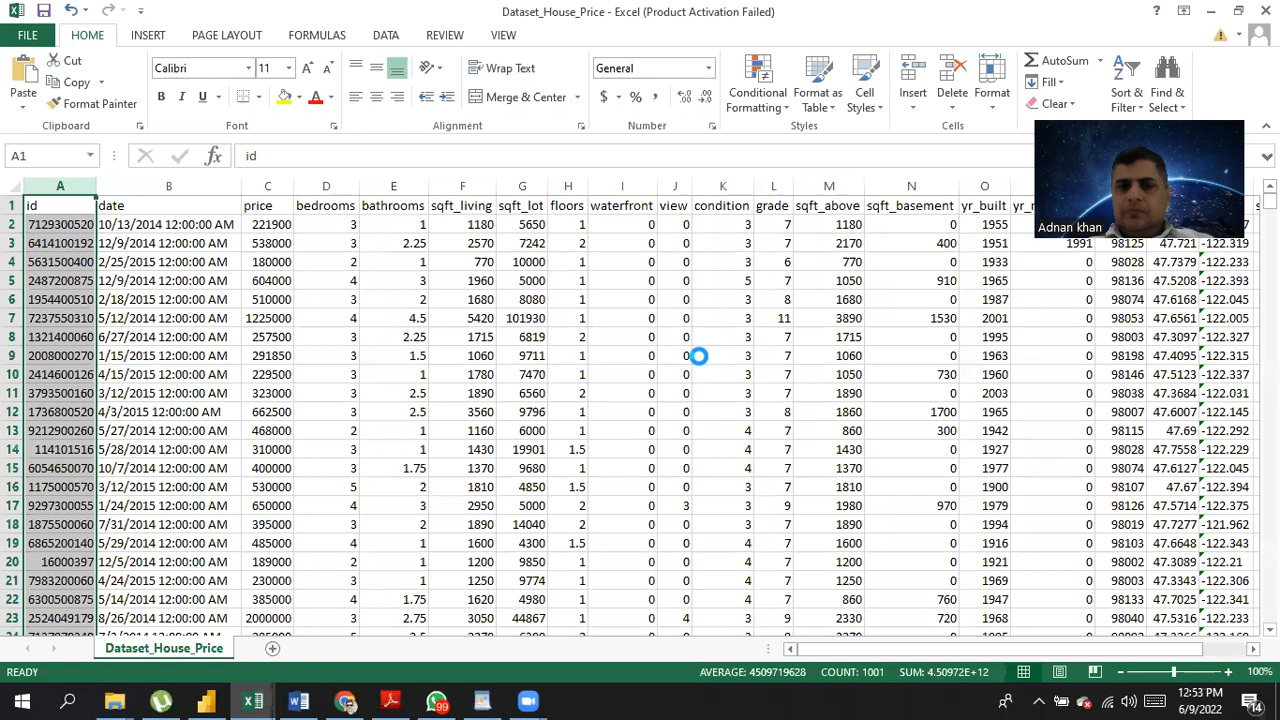 Dataset_House_Price - Excel (Product Activation Failed)
FILE HOME INSERT PAGE LAYOUT FORMULAS DATA REVIEW VIEW
Paste Cut Copy Format Painter
Clipboard
Calibri 11
B I U
Font
Wrap Text
Merge & Center
Alignment
General
$ %
Number
Conditional Formatting Format as Table Cell Styles
Styles
Insert Delete Format
Cells
AutoSum Fill Clear
Sort & Filter Find & Select
A1 fx id
Adnan khan
A B C D E F G H I J K L M N O
1 id date price bedrooms bathrooms sqft_living sqft_lot floors waterfront view condition grade sqft_above sqft_basement yr_built
2 7129300520 10/13/2014 12:00:00 AM 221900 3 1 1180 5650 1 0 0 3 7 1180 0 1955
3 6414100192 12/9/2014 12:00:00 AM 538000 3 2.25 2570 7242 2 0 0 3 7 2170 400 1951 1991 98125 47.721 -122.319
4 5631500400 2/25/2015 12:00:00 AM 180000 2 1 770 10000 1 0 0 3 6 770 0 1933 0 98028 47.7379 -122.233
5 2487200875 12/9/2014 12:00:00 AM 604000 4 3 1960 5000 1 0 0 5 7 1050 910 1965 0 98136 47.5208 -122.393
6 1954400510 2/18/2015 12:00:00 AM 510000 3 2 1680 8080 1 0 0 3 8 1680 0 1987 0 98074 47.6168 -122.045
7 7237550310 5/12/2014 12:00:00 AM 1225000 4 4.5 5420 101930 1 0 0 3 11 3890 1530 2001 0 98053 47.6561 -122.005
8 1321400060 6/27/2014 12:00:00 AM 257500 3 2.25 1715 6819 2 0 0 3 7 1715 0 1995 0 98003 47.3097 -122.327
9 2008000270 1/15/2015 12:00:00 AM 291850 3 1.5 1060 9711 1 0 0 3 7 1060 0 1963 0 98198 47.4095 -122.315
10 2414600126 4/15/2015 12:00:00 AM 229500 3 1 1780 7470 1 0 0 3 7 1050 730 1960 0 98146 47.5123 -122.337
11 3793500160 3/12/2015 12:00:00 AM 323000 3 2.5 1890 6560 2 0 0 3 7 1890 0 2003 0 98038 47.3684 -122.031
12 1736800520 4/3/2015 12:00:00 AM 662500 3 2.5 3560 9796 1 0 0 3 8 1860 1700 1965 0 98007 47.6007 -122.145
13 9212900260 5/27/2014 12:00:00 AM 468000 2 1 1160 6000 1 0 0 4 7 860 300 1942 0 98115 47.69 -122.292
14 114101516 5/28/2014 12:00:00 AM 310000 3 1 1430 19901 1.5 0 0 4 7 1430 0 1927 0 98028 47.7558 -122.229
15 6054650070 10/7/2014 12:00:00 AM 400000 3 1.75 1370 9680 1 0 0 4 7 1370 0 1977 0 98074 47.6127 -122.045
16 1175000570 3/12/2015 12:00:00 AM 530000 5 2 1810 4850 1.5 0 0 3 7 1810 0 1900 0 98107 47.67 -122.394
17 9297300055 1/24/2015 12:00:00 AM 650000 4 3 2950 5000 2 0 3 3 9 1980 970 1979 0 98126 47.5714 -122.375
18 1875500060 7/31/2014 12:00:00 AM 395000 3 2 1890 14040 2 0 0 3 7 1890 0 1994 0 98019 47.7277 -121.962
19 6865200140 5/29/2014 12:00:00 AM 485000 4 1 1600 4300 1.5 0 0 4 7 1600 0 1916 0 98103 47.6648 -122.343
20 16000397 12/5/2014 12:00:00 AM 189000 2 1 1200 9850 1 0 0 4 7 1200 0 1921 0 98002 47.3089 -122.21
21 7983200060 4/24/2015 12:00:00 AM 230000 3 1 1250 9774 1 0 0 4 7 1250 0 1969 0 98003 47.3343 -122.306
22 6300500875 5/14/2014 12:00:00 AM 385000 4 1.75 1620 4980 1 0 0 4 7 860 760 1947 0 98133 47.7025 -122.341
23 2524049179 8/26/2014 12:00:00 AM 2000000 3 2.75 3050 44867 1 0 4 3 9 2330 720 1968 0 98040 47.5316 -122.233
Dataset_House_Price
READY AVERAGE: 4509719628 COUNT: 1001 SUM: 4.50972E+12 100%
99
12:53 PM
6/9/2022
14